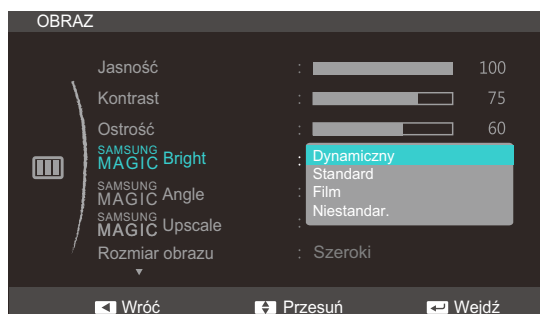 OBRAZ
Jasność : 100
Kontrast : 75
Ostrość : 60
SAMSUNG MAGIC Bright : Dynamiczny
Standard
SAMSUNG MAGIC Angle : Film
Niestandar.
SAMSUNG MAGIC Upscale :
Rozmiar obrazu : Szeroki
Wróć Przesuń Wejdź